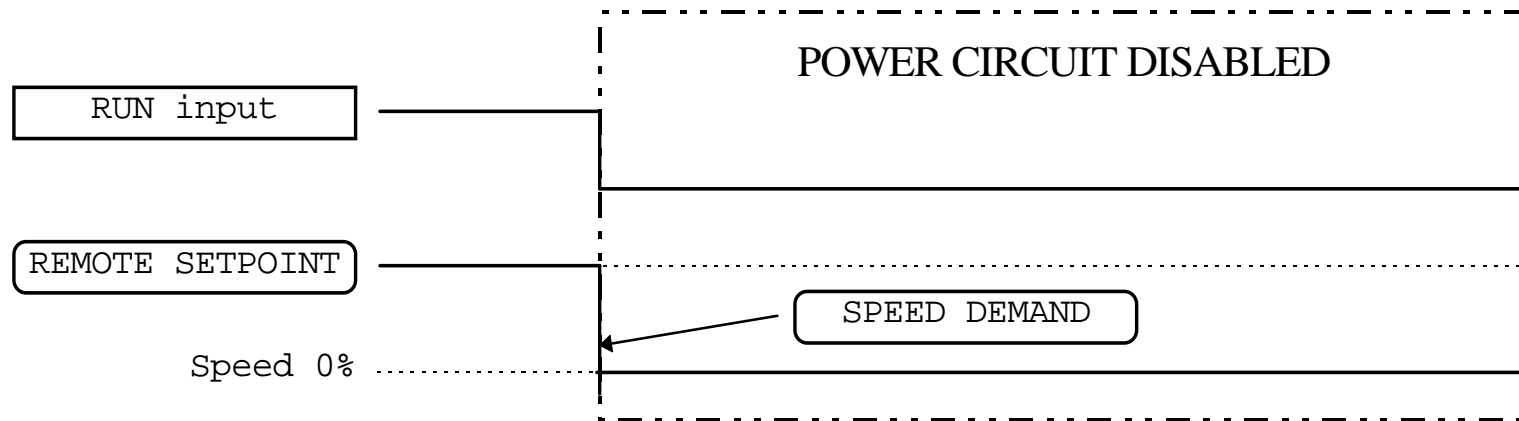 POWER CIRCUIT DISABLED
RUN input
REMOTE SETPOINT
SPEED DEMAND
Speed 0%